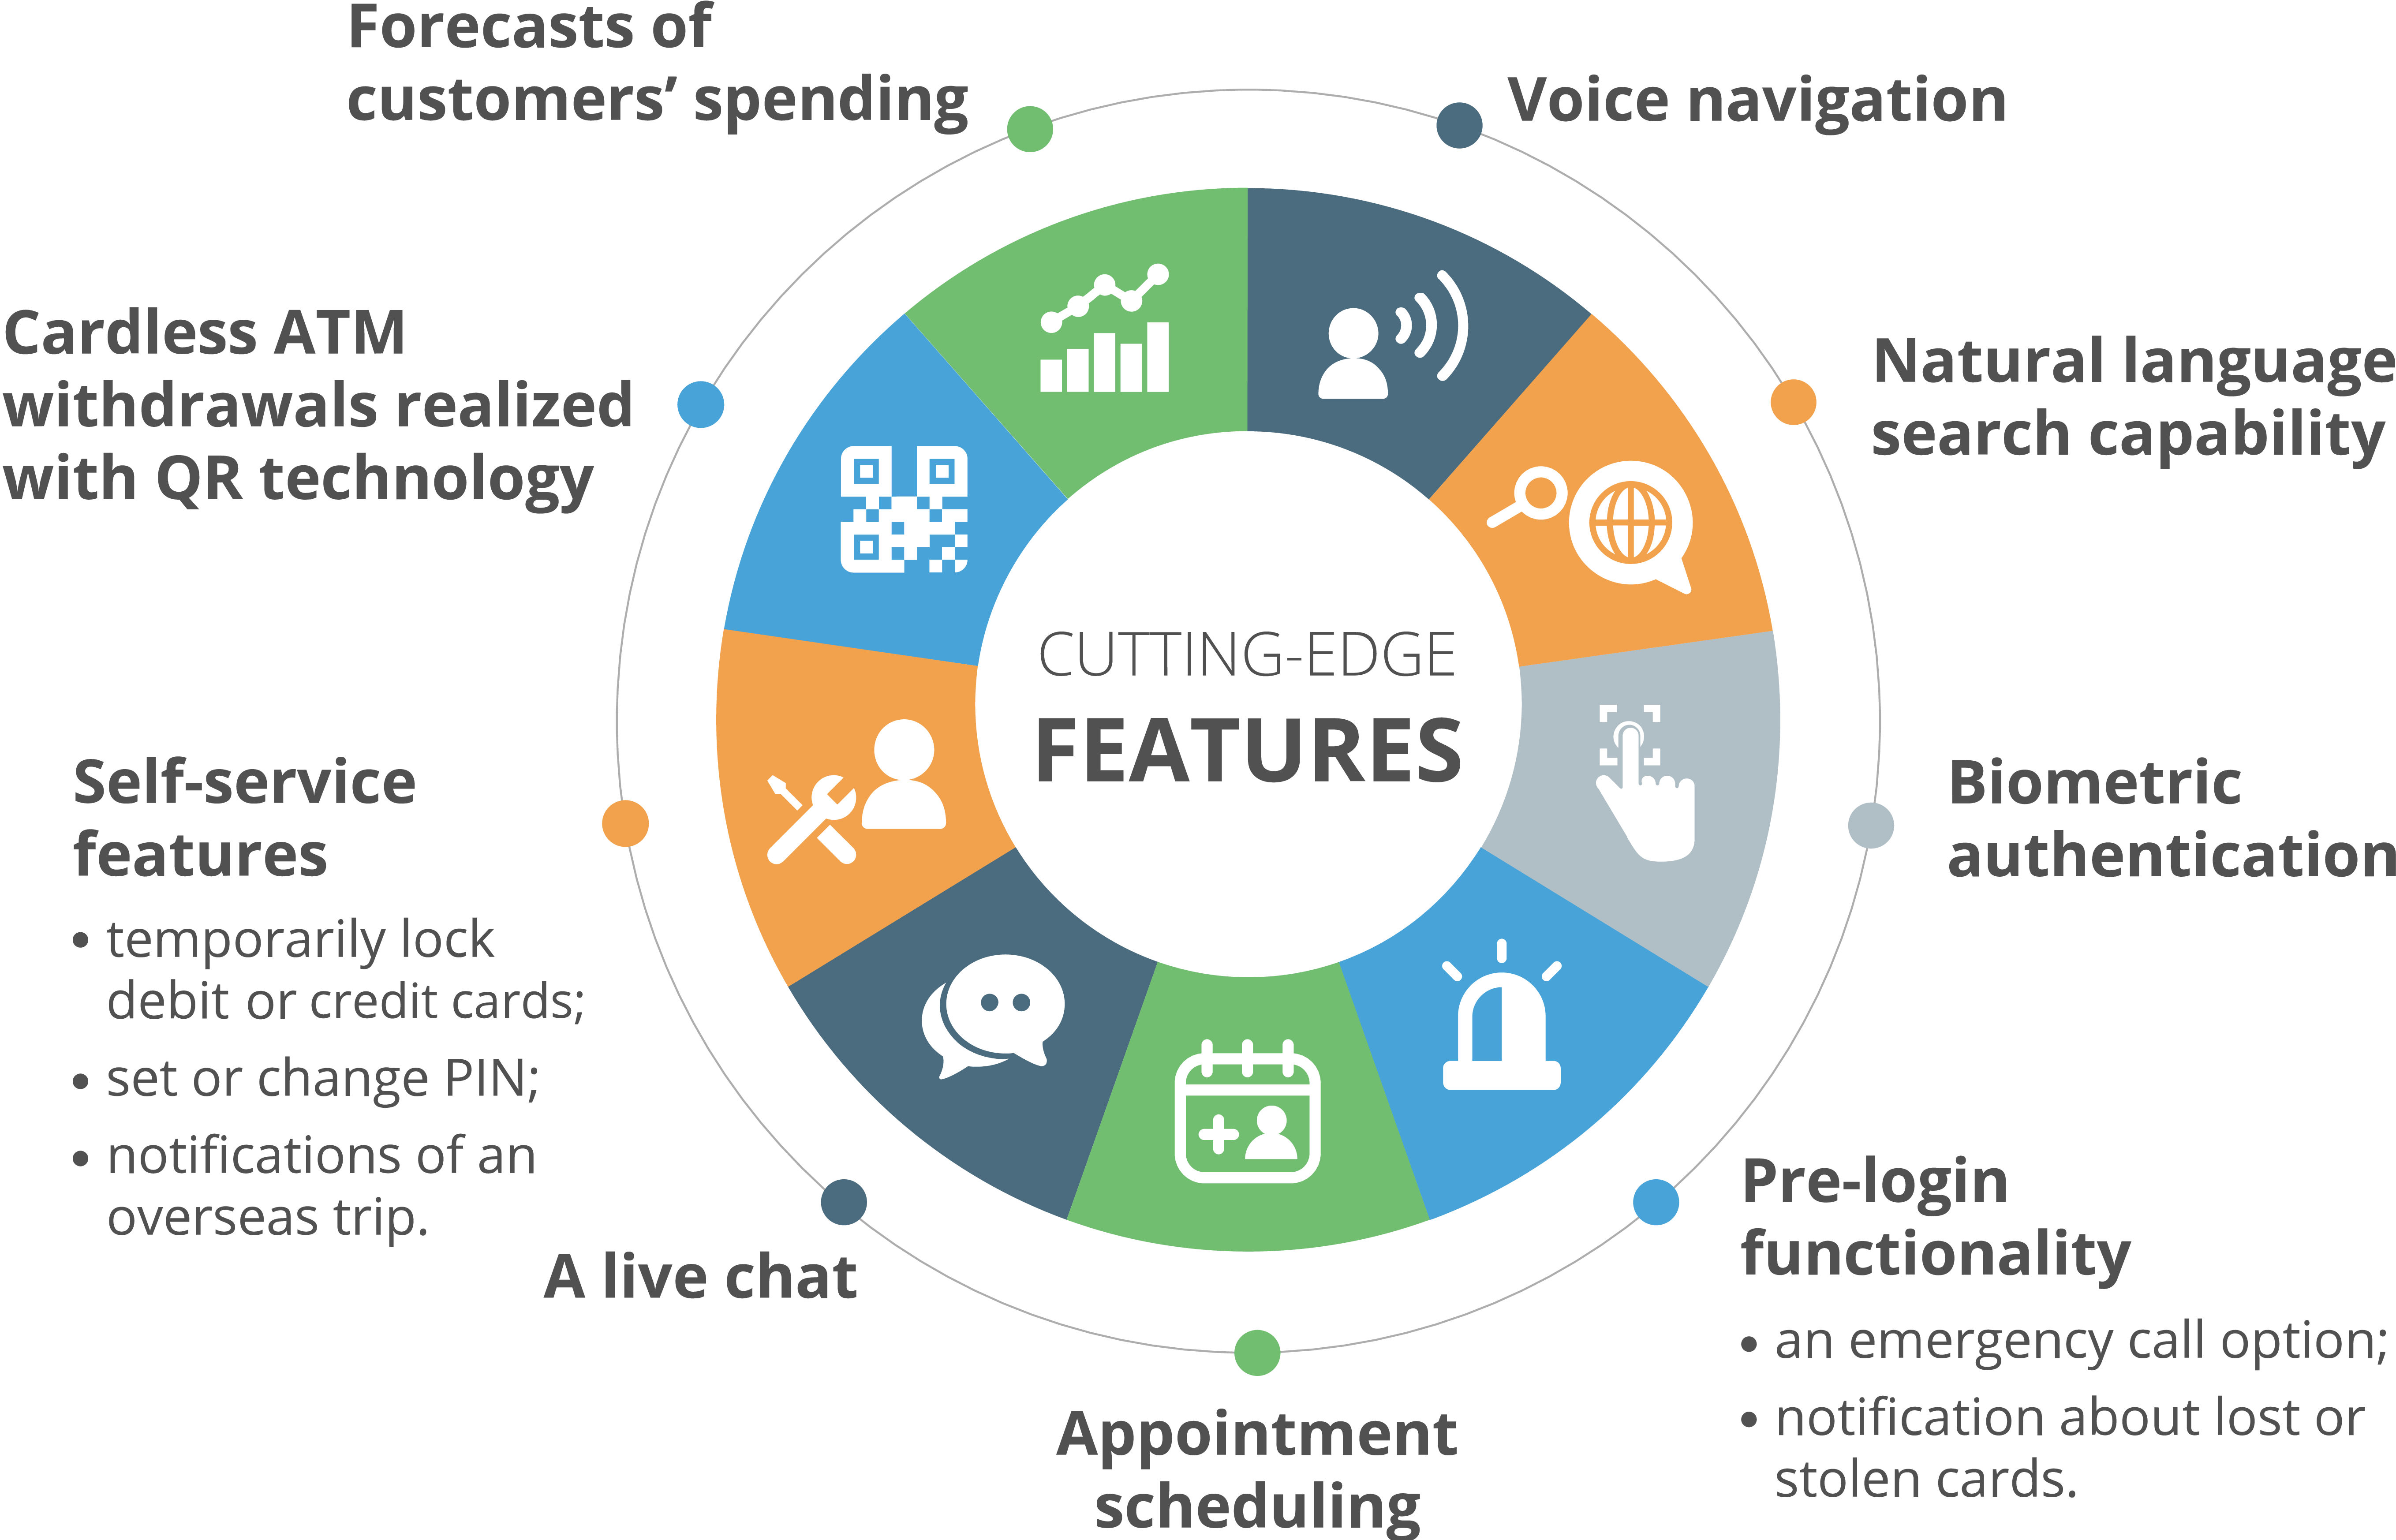 Forecasts of
customers’ spending
Voice navigation
Cardless ATM
withdrawals realized
with QR technology
Natural language
search capability
CUTTING-EDGE
FEATURES
Self-service
features
• temporarily lock
debit or credit cards;
• set or change PIN;
• notifications of an
overseas trip.
Biometric
authentication
A live chat
Pre-login
functionality
• an emergency call option;
• notification about lost or
stolen cards.
Appointment
scheduling